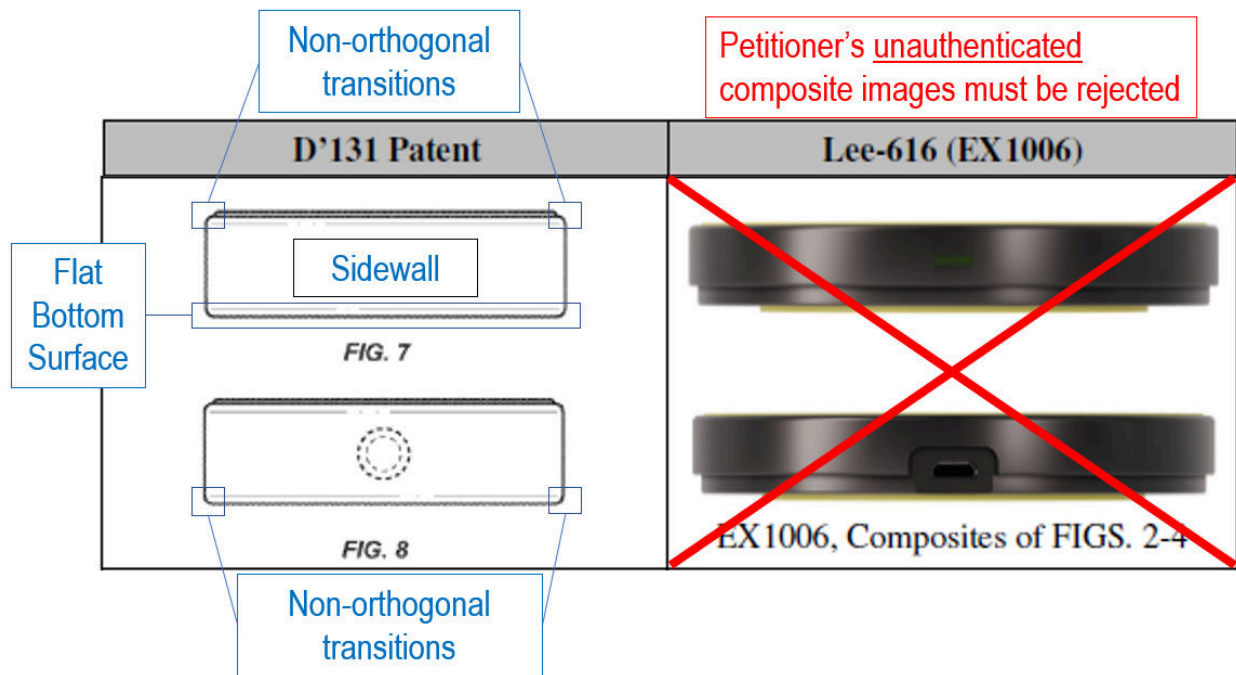 Non-orthogonal
transitions
Petitioner’s unauthenticated
composite images must be rejected
D’131 Patent
Lee-616 (EX1006)
Flat
Bottom
Surface
Sidewall
FIG. 7
FIG. 8
EX1006, Composites of FIGS. 2-4
Non-orthogonal
transitions